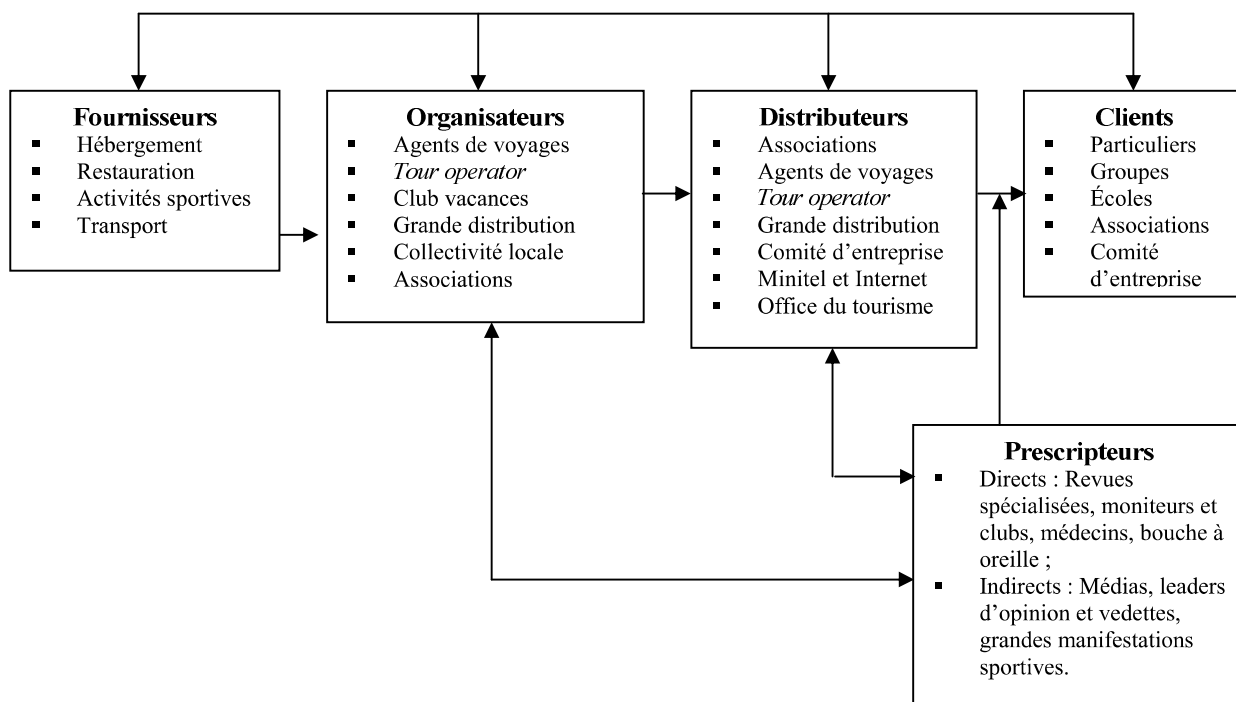 Fournisseurs
▪ Hébergement
▪ Restauration
▪ Activités sportives
▪ Transport
Organisateurs
▪ Agents de voyages
▪ Tour operator
▪ Club vacances
▪ Grande distribution
▪ Collectivité locale
▪ Associations
Distributeurs
▪ Associations
▪ Agents de voyages
▪ Tour operator
▪ Grande distribution
▪ Comité d’entreprise
▪ Minitel et Internet
▪ Office du tourisme
Clients
▪ Particuliers
▪ Groupes
▪ Écoles
▪ Associations
▪ Comité
d’entreprise
Prescripteurs
▪ Directs : Revues
spécialisées, moniteurs et
clubs, médecins, bouche à
oreille ;
▪ Indirects : Médias, leaders
d’opinion et vedettes,
grandes manifestations
sportives.